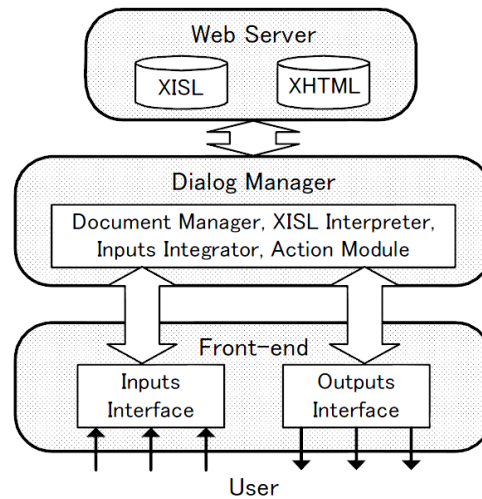 Web Server
XISL
XHTML
Dialog Manager
Document Manager, XISL Interpreter,
Inputs Integrator, Action Module
Front-end
Inputs
Interface
Outputs
Interface
User